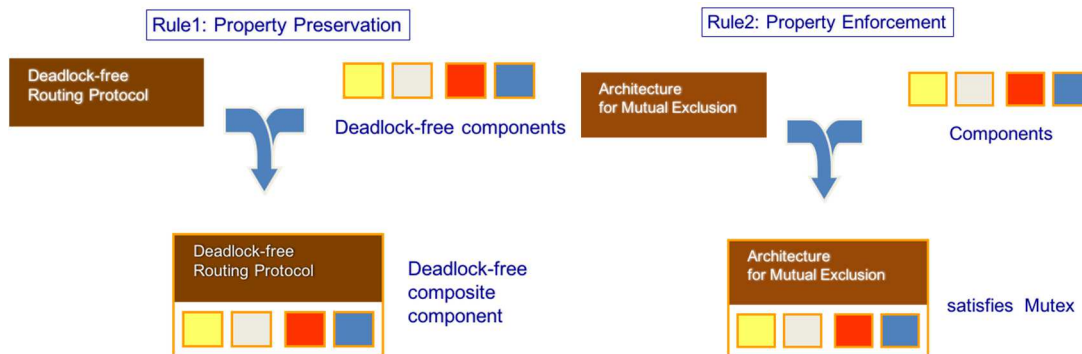 Rule1: Property Preservation
Deadlock-free
Routing Protocol
Deadlock-free components
Deadlock-free
Routing Protocol
Deadlock-free
composite
component
Rule2: Property Enforcement
Architecture
for Mutual Exclusion
Components
Architecture
for Mutual Exclusion
satisfies Mutex